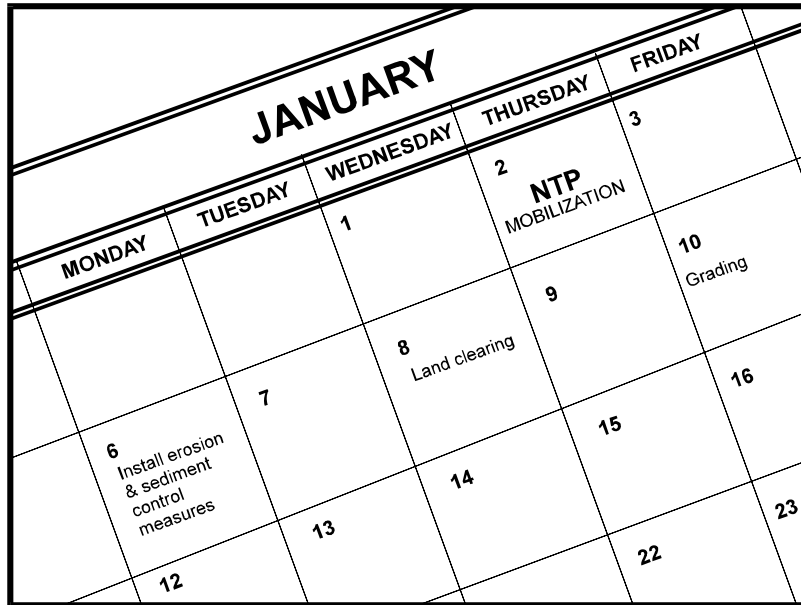 JANUARY
MONDAY
TUESDAY
WEDNESDAY
THURSDAY
FRIDAY
1
2
NTP
MOBILIZATION
3
6
Install erosion
& sediment
control
measures
7
8
Land clearing
9
10
Grading
12
13
14
15
16
22
23